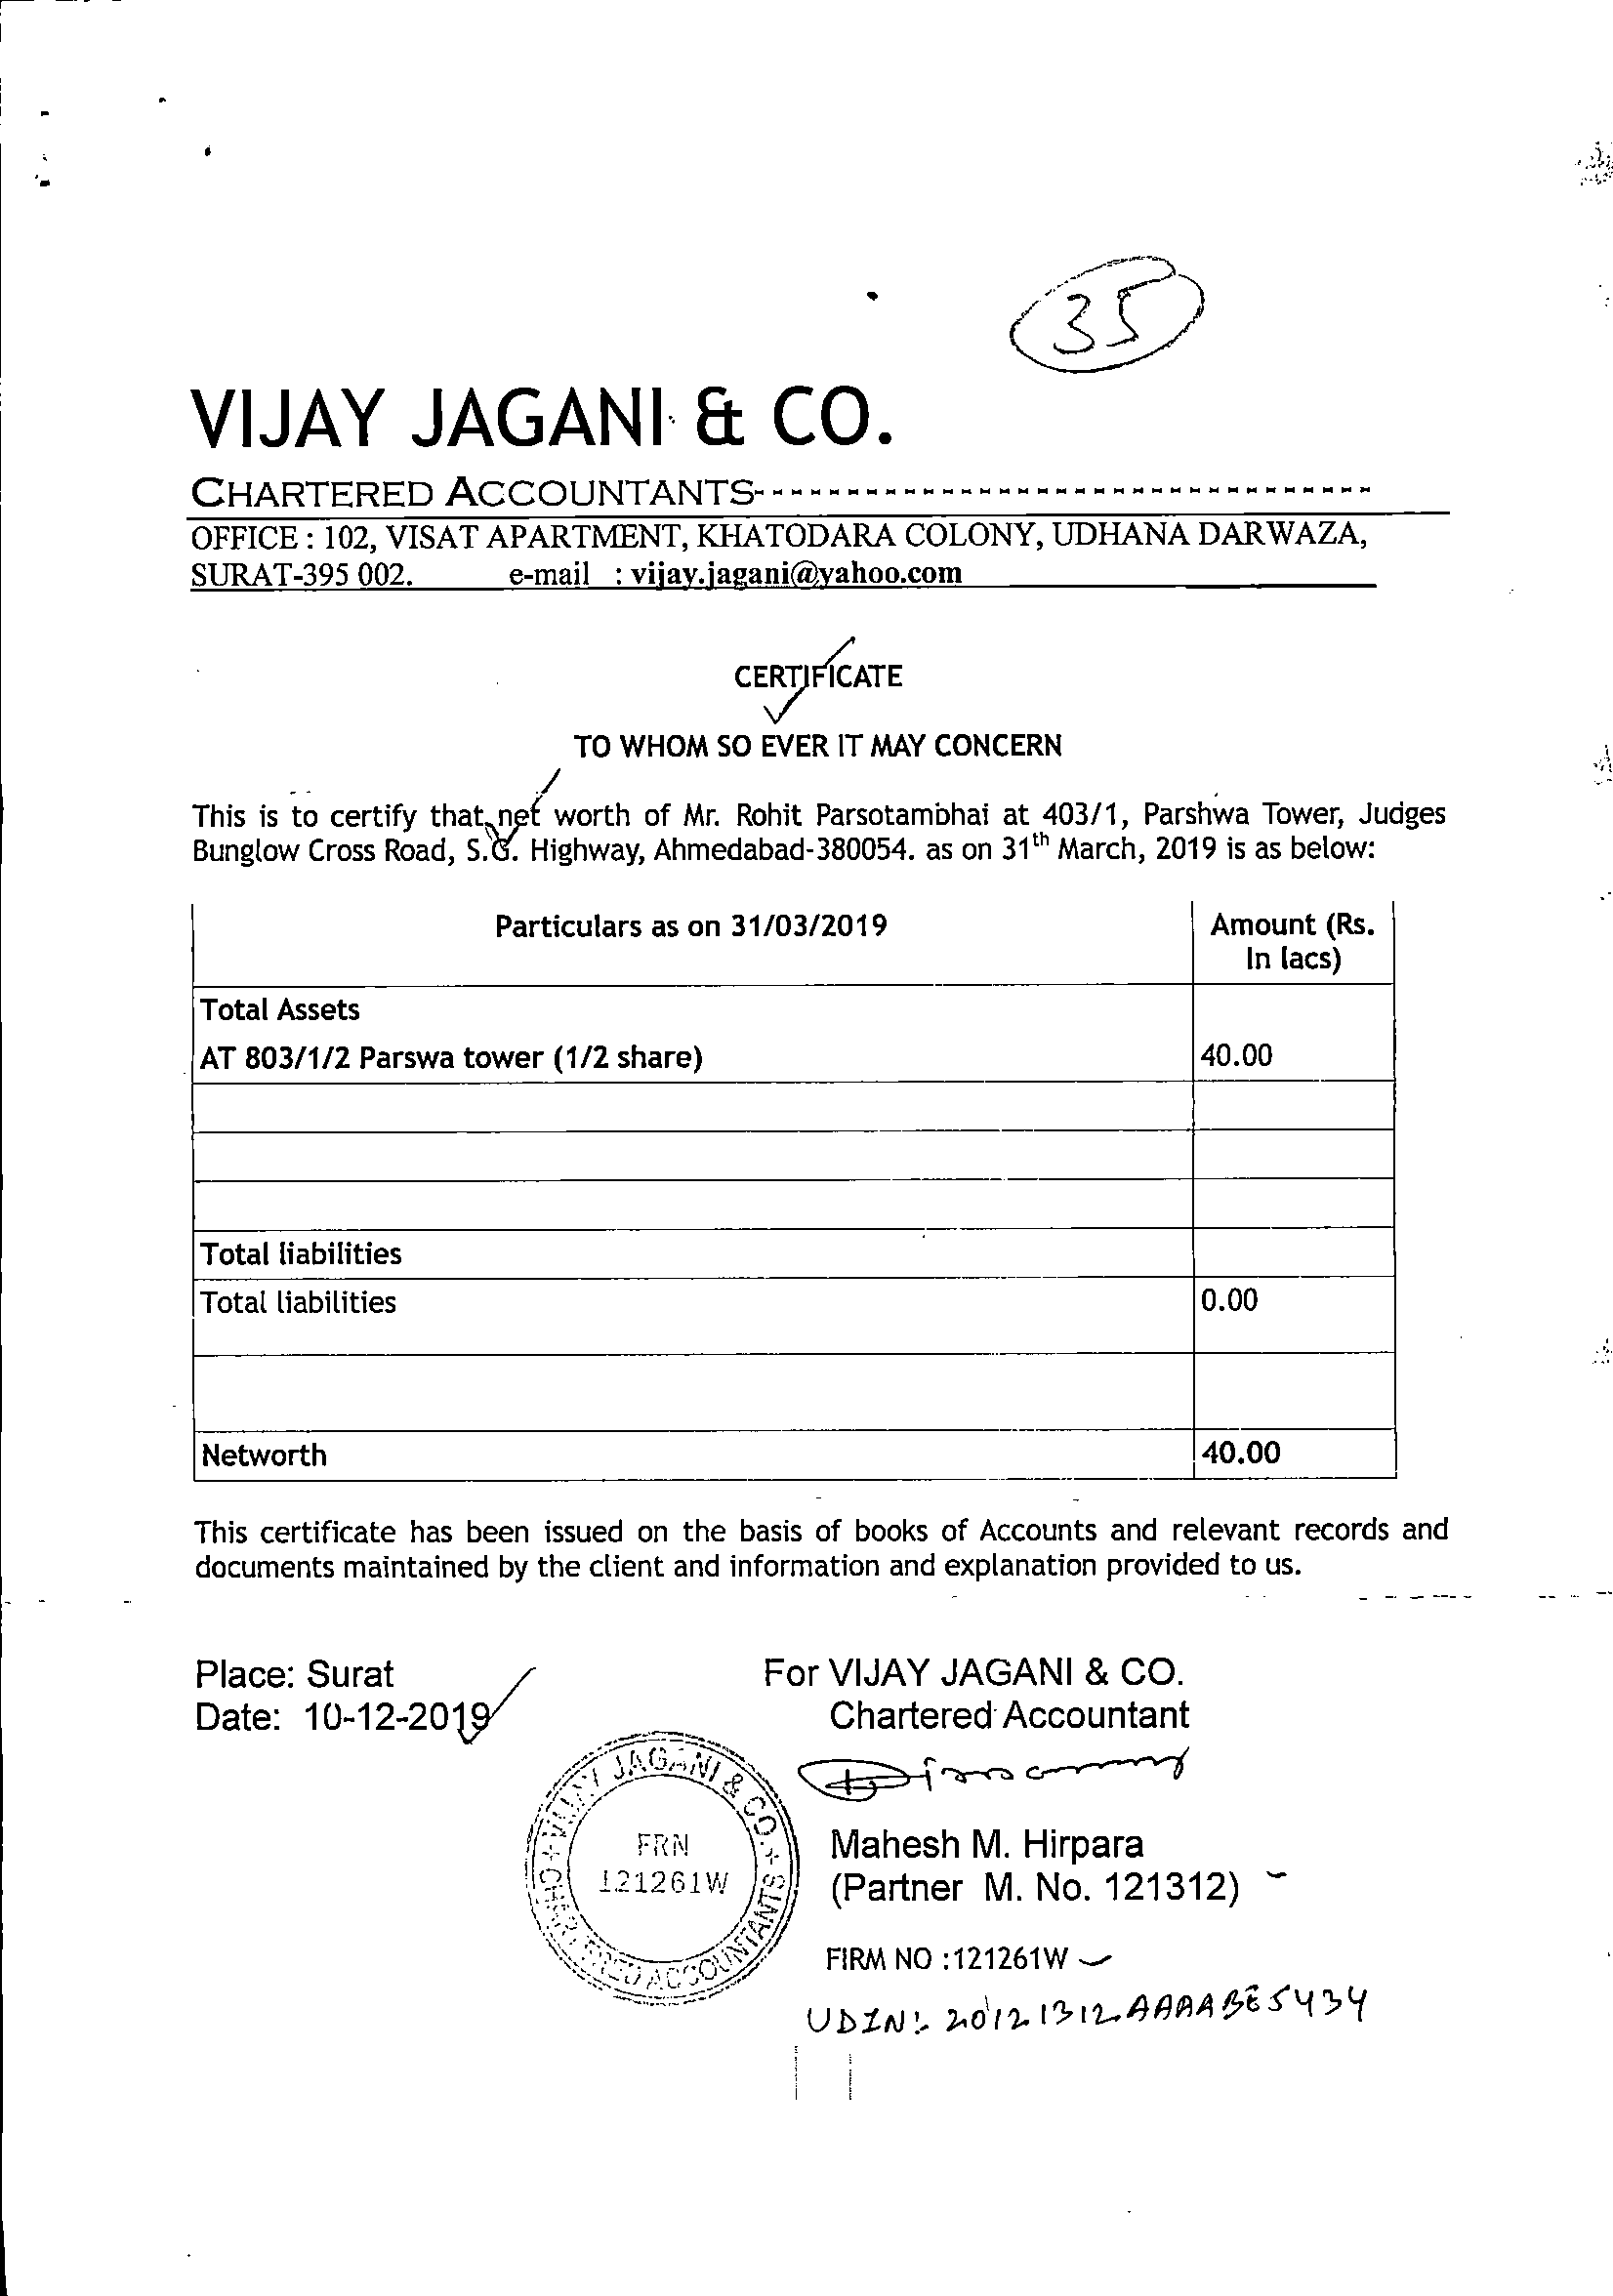 35
VIJAY JAGANI & CO.
CHARTERED ACCOUNTANTS----------------------------------
OFFICE : 102, VISAT APARTMENT, KHATODARA COLONY, UDHANA DARWAZA,
SURAT-395 002. e-mail : vijay.jagani@yahoo.com
CERTIFICATE
TO WHOM SO EVER IT MAY CONCERN
This is to certify that net worth of Mr. Rohit Parsotambhai at 403/1, Parshwa Tower, Judges
Bunglow Cross Road, S.G. Highway, Ahmedabad-380054. as on 31th March, 2019 is as below:
Particulars as on 31/03/2019 Amount (Rs.
In lacs)
Total Assets
AT 803/1/2 Parswa tower (1/2 share) 40.00
Total liabilities
Total liabilities 0.00
Networth 40.00
This certificate has been issued on the basis of books of Accounts and relevant records and
documents maintained by the client and information and explanation provided to us.
Place: Surat
Date: 10-12-2019
For VIJAY JAGANI & CO.
Chartered Accountant
VIJAY JAGANI & CO.
FRN
121261W
CHARTERED ACCOUNTANTS
Mahesh M. Hirpara
(Partner M. No. 121312)
FIRM NO :121261W
UDIN: 20121312AAAABE5434